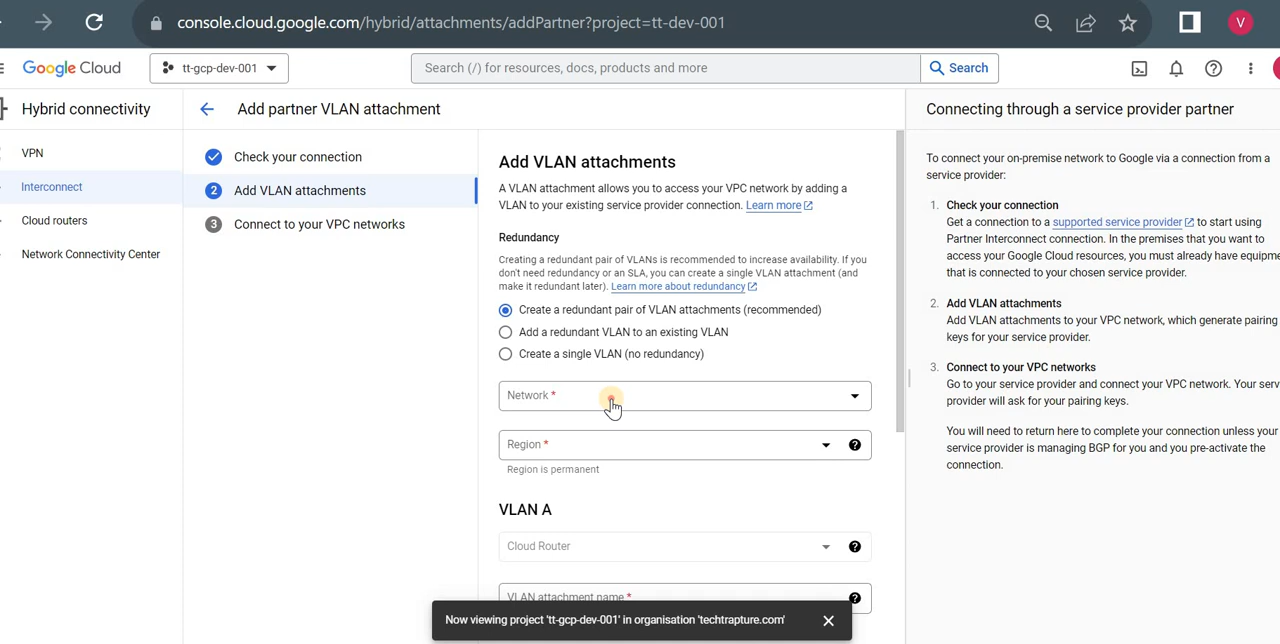 console.cloud.google.com/hybrid/attachments/addPartner?project=tt-dev-001
V
Google Cloud
tt-gcp-dev-001
Search (/) for resources, docs, products and more
Search
Hybrid connectivity
VPN
Interconnect
Cloud routers
Network Connectivity Center
Add partner VLAN attachment
Check your connection
2 Add VLAN attachments
3 Connect to your VPC networks
Add VLAN attachments
A VLAN attachment allows you to access your VPC network by adding a
VLAN to your existing service provider connection. Learn more
Redundancy
Creating a redundant pair of VLANs is recommended to increase availability. If you
don't need redundancy or an SLA, you can create a single VLAN attachment (and
make it redundant later). Learn more about redundancy
Create a redundant pair of VLAN attachments (recommended)
Add a redundant VLAN to an existing VLAN
Create a single VLAN (no redundancy)
Network *
Region *
Region is permanent
VLAN A
Cloud Router
VLAN attachment name *
Now viewing project 'tt-gcp-dev-001' in organisation 'techtrapture.com'
Connecting through a service provider partner
To connect your on-premise network to Google via a connection from a
service provider:
1. Check your connection
Get a connection to a supported service provider to start using
Partner Interconnect connection. In the premises that you want to
access your Google Cloud resources, you must already have equipme
that is connected to your chosen service provider.
2. Add VLAN attachments
Add VLAN attachments to your VPC network, which generate pairing
keys for your service provider.
3. Connect to your VPC networks
Go to your service provider and connect your VPC network. Your serv
provider will ask for your pairing keys.
You will need to return here to complete your connection unless your
service provider is managing BGP for you and you pre-activate the
connection.